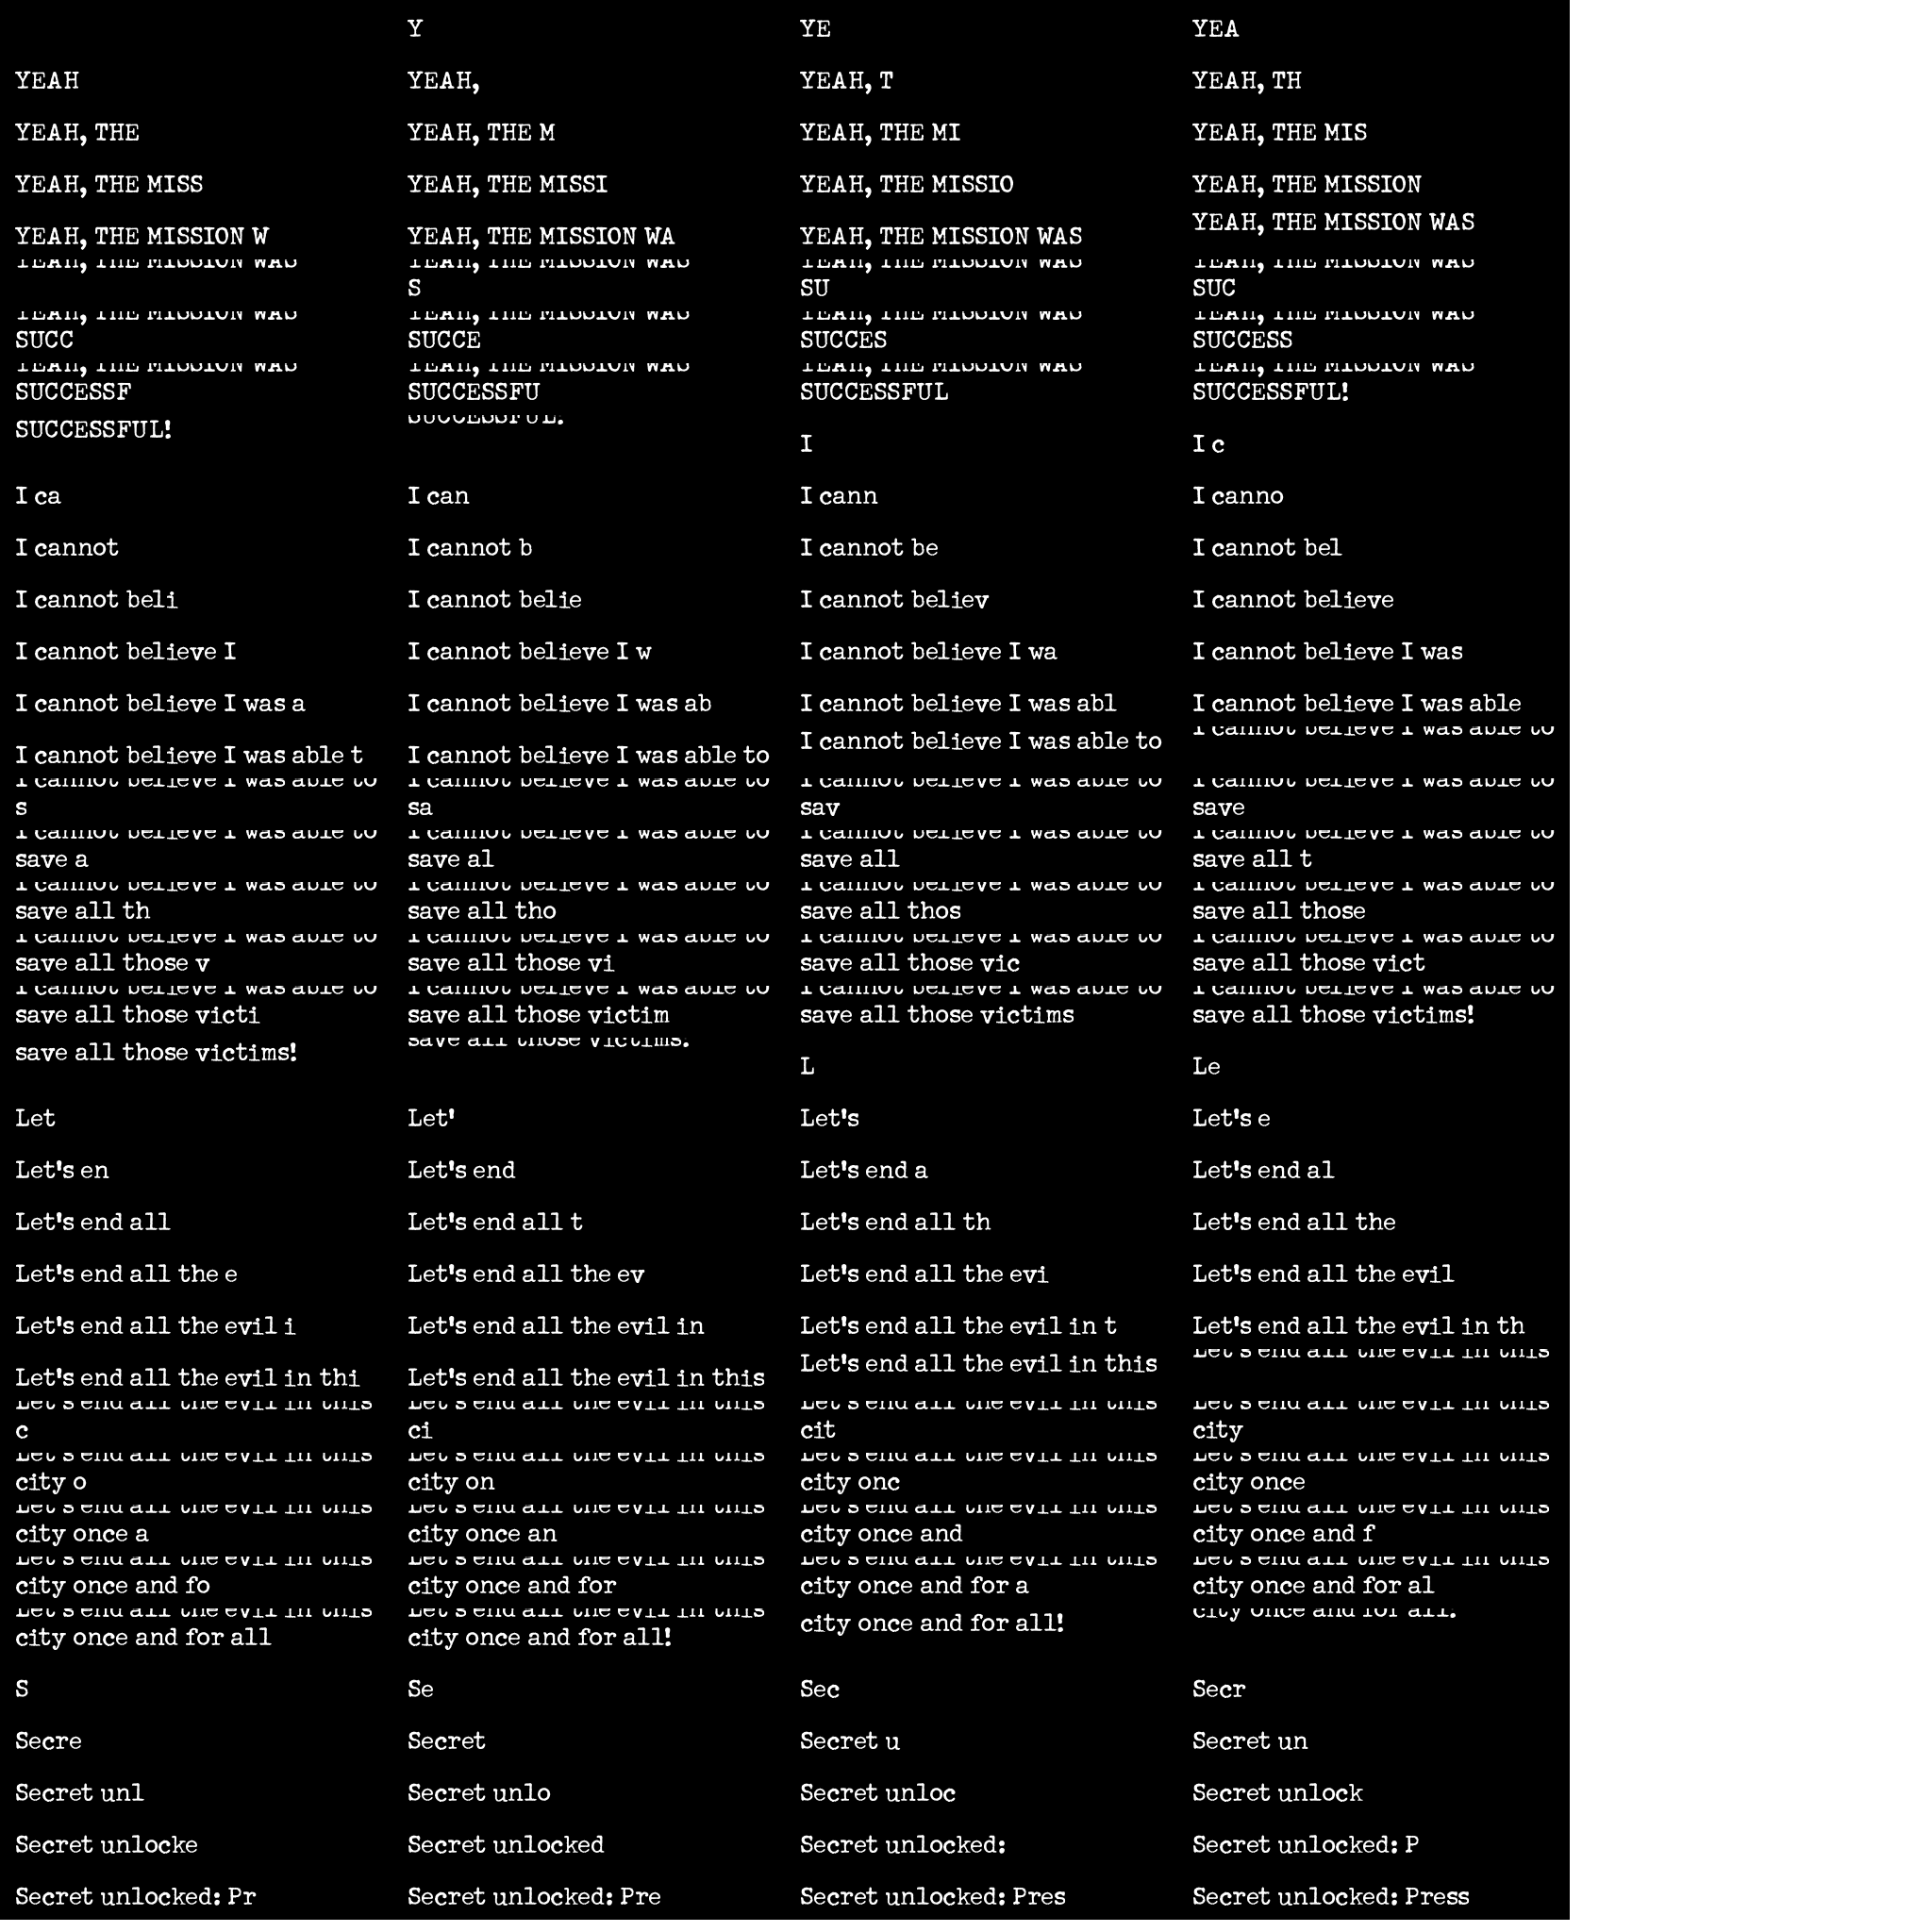 Y YE YEA
YEAH YEAH, YEAH, T YEAH, TH
YEAH, THE YEAH, THE M YEAH, THE MI YEAH, THE MIS
YEAH, THE MISS YEAH, THE MISSI YEAH, THE MISSIO YEAH, THE MISSION
YEAH, THE MISSION W YEAH, THE MISSION WA YEAH, THE MISSION WAS YEAH, THE MISSION WAS
YEAH, THE MISSION WAS YEAH, THE MISSION WAS YEAH, THE MISSION WAS YEAH, THE MISSION WAS
S SU SUC
YEAH, THE MISSION WAS YEAH, THE MISSION WAS YEAH, THE MISSION WAS YEAH, THE MISSION WAS
SUCC SUCCE SUCCES SUCCESS
YEAH, THE MISSION WAS YEAH, THE MISSION WAS YEAH, THE MISSION WAS YEAH, THE MISSION WAS
SUCCESSF SUCCESSFU SUCCESSFUL SUCCESSFUL!
SUCCESSFUL! SUCCESSFUL! I I c
I ca I can I cann I canno
I cannot I cannot b I cannot be I cannot bel
I cannot beli I cannot belie I cannot believ I cannot believe
I cannot believe I I cannot believe I w I cannot believe I wa I cannot believe I was
I cannot believe I was a I cannot believe I was ab I cannot believe I was abl I cannot believe I was able
I cannot believe I was able t I cannot believe I was able to I cannot believe I was able to I cannot believe I was able to
I cannot believe I was able to I cannot believe I was able to I cannot believe I was able to I cannot believe I was able to
s sa sav save
I cannot believe I was able to I cannot believe I was able to I cannot believe I was able to I cannot believe I was able to
save a save al save all save all t
I cannot believe I was able to I cannot believe I was able to I cannot believe I was able to I cannot believe I was able to
save all th save all tho save all thos save all those
I cannot believe I was able to I cannot believe I was able to I cannot believe I was able to I cannot believe I was able to
save all those v save all those vi save all those vic save all those vict
I cannot believe I was able to I cannot believe I was able to I cannot believe I was able to I cannot believe I was able to
save all those victi save all those victim save all those victims save all those victims!
save all those victims! save all those victims! L Le
Let Let' Let's Let's e
Let's en Let's end Let's end a Let's end al
Let's end all Let's end all t Let's end all th Let's end all the
Let's end all the e Let's end all the ev Let's end all the evi Let's end all the evil
Let's end all the evil i Let's end all the evil in Let's end all the evil in t Let's end all the evil in th
Let's end all the evil in thi Let's end all the evil in this Let's end all the evil in this Let's end all the evil in this
Let's end all the evil in this Let's end all the evil in this Let's end all the evil in this Let's end all the evil in this
c ci cit city
Let's end all the evil in this Let's end all the evil in this Let's end all the evil in this Let's end all the evil in this
city o city on city onc city once
Let's end all the evil in this Let's end all the evil in this Let's end all the evil in this Let's end all the evil in this
city once a city once an city once and city once and f
Let's end all the evil in this Let's end all the evil in this Let's end all the evil in this Let's end all the evil in this
city once and fo city once and for city once and for a city once and for al
Let's end all the evil in this Let's end all the evil in this city once and for all! city once and for all!
city once and for all city once and for all!
S Se Sec Secr
Secre Secret Secret u Secret un
Secret unl Secret unlo Secret unloc Secret unlock
Secret unlocke Secret unlocked Secret unlocked: Secret unlocked: P
Secret unlocked: Pr Secret unlocked: Pre Secret unlocked: Pres Secret unlocked: Press